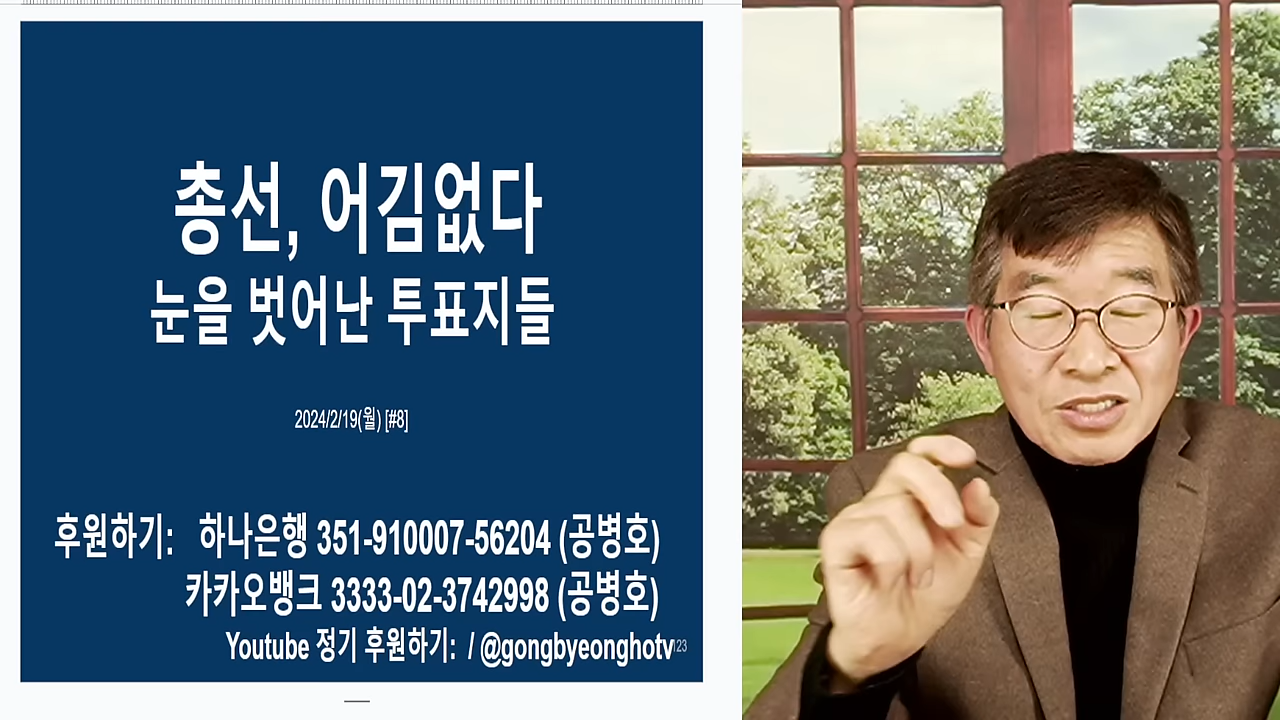 총선, 어김없다
눈을 벗어난 투표지들
2024/2/19(월) [#8]
후원하기: 하나은행 351-910007-56204 (공병호)
카카오뱅크 3333-02-3742998 (공병호)
Youtube 정기 후원하기: / @gongbyeonghotv
123